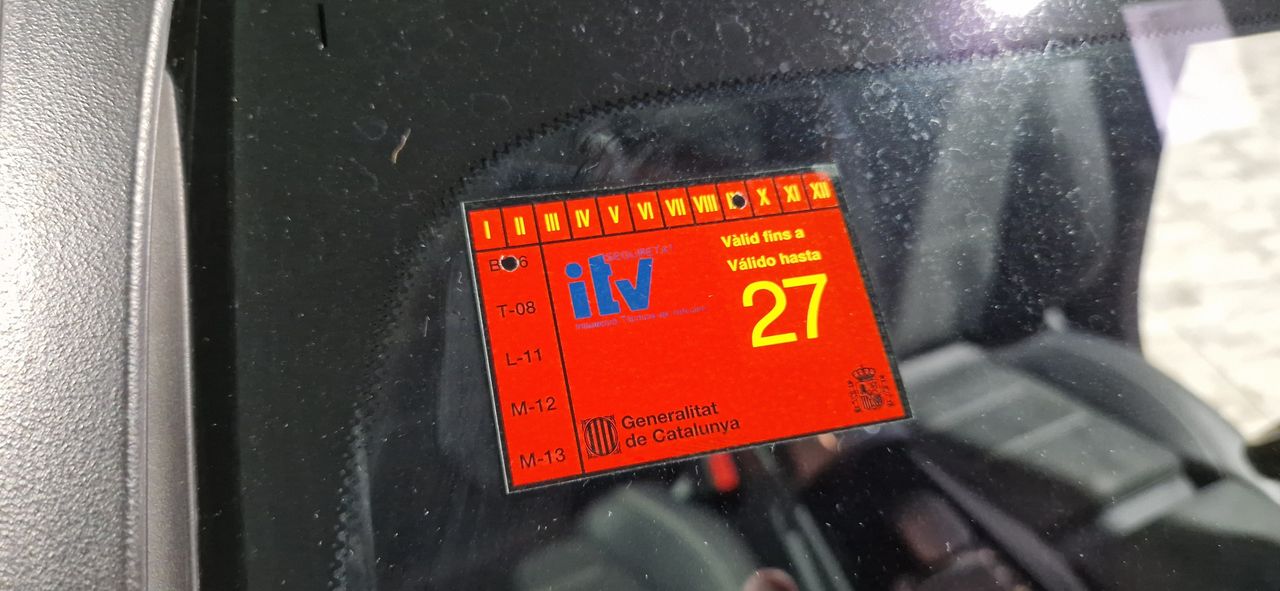 I II III IV V VI VII VIII X XI XII
T-08
L-11
M-12
M-13
itv
Vàlid fins a
Válido hasta
27
Generalitat
de Catalunya